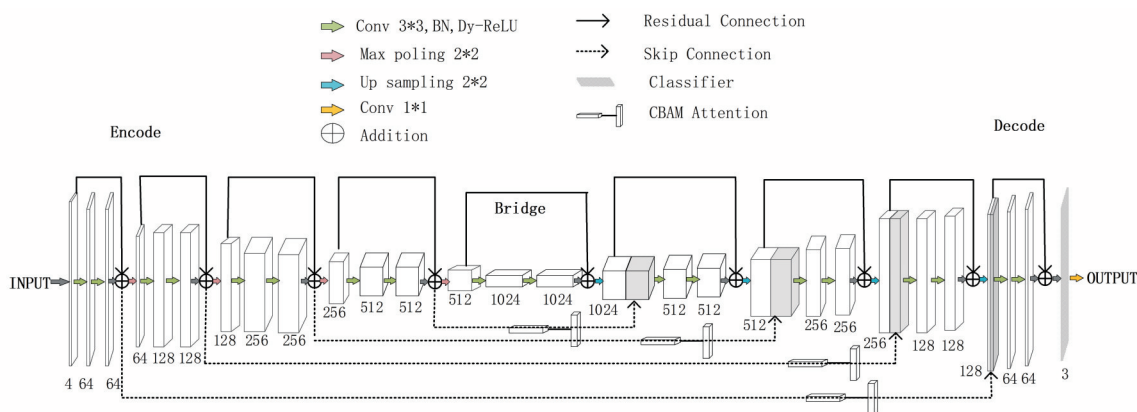 Conv 3*3,BN,Dy-ReLU
Max poling 2*2
Up sampling 2*2
Conv 1*1
Addition
Residual Connection
Skip Connection
Classifier
CBAM Attention
Encode
Decode
Bridge
INPUT
OUTPUT
4 64 64
64 128 128
128 256 256
256 512 512
512 1024 1024
1024 512 512
512 256 256
256 128 128
128 64 64
3